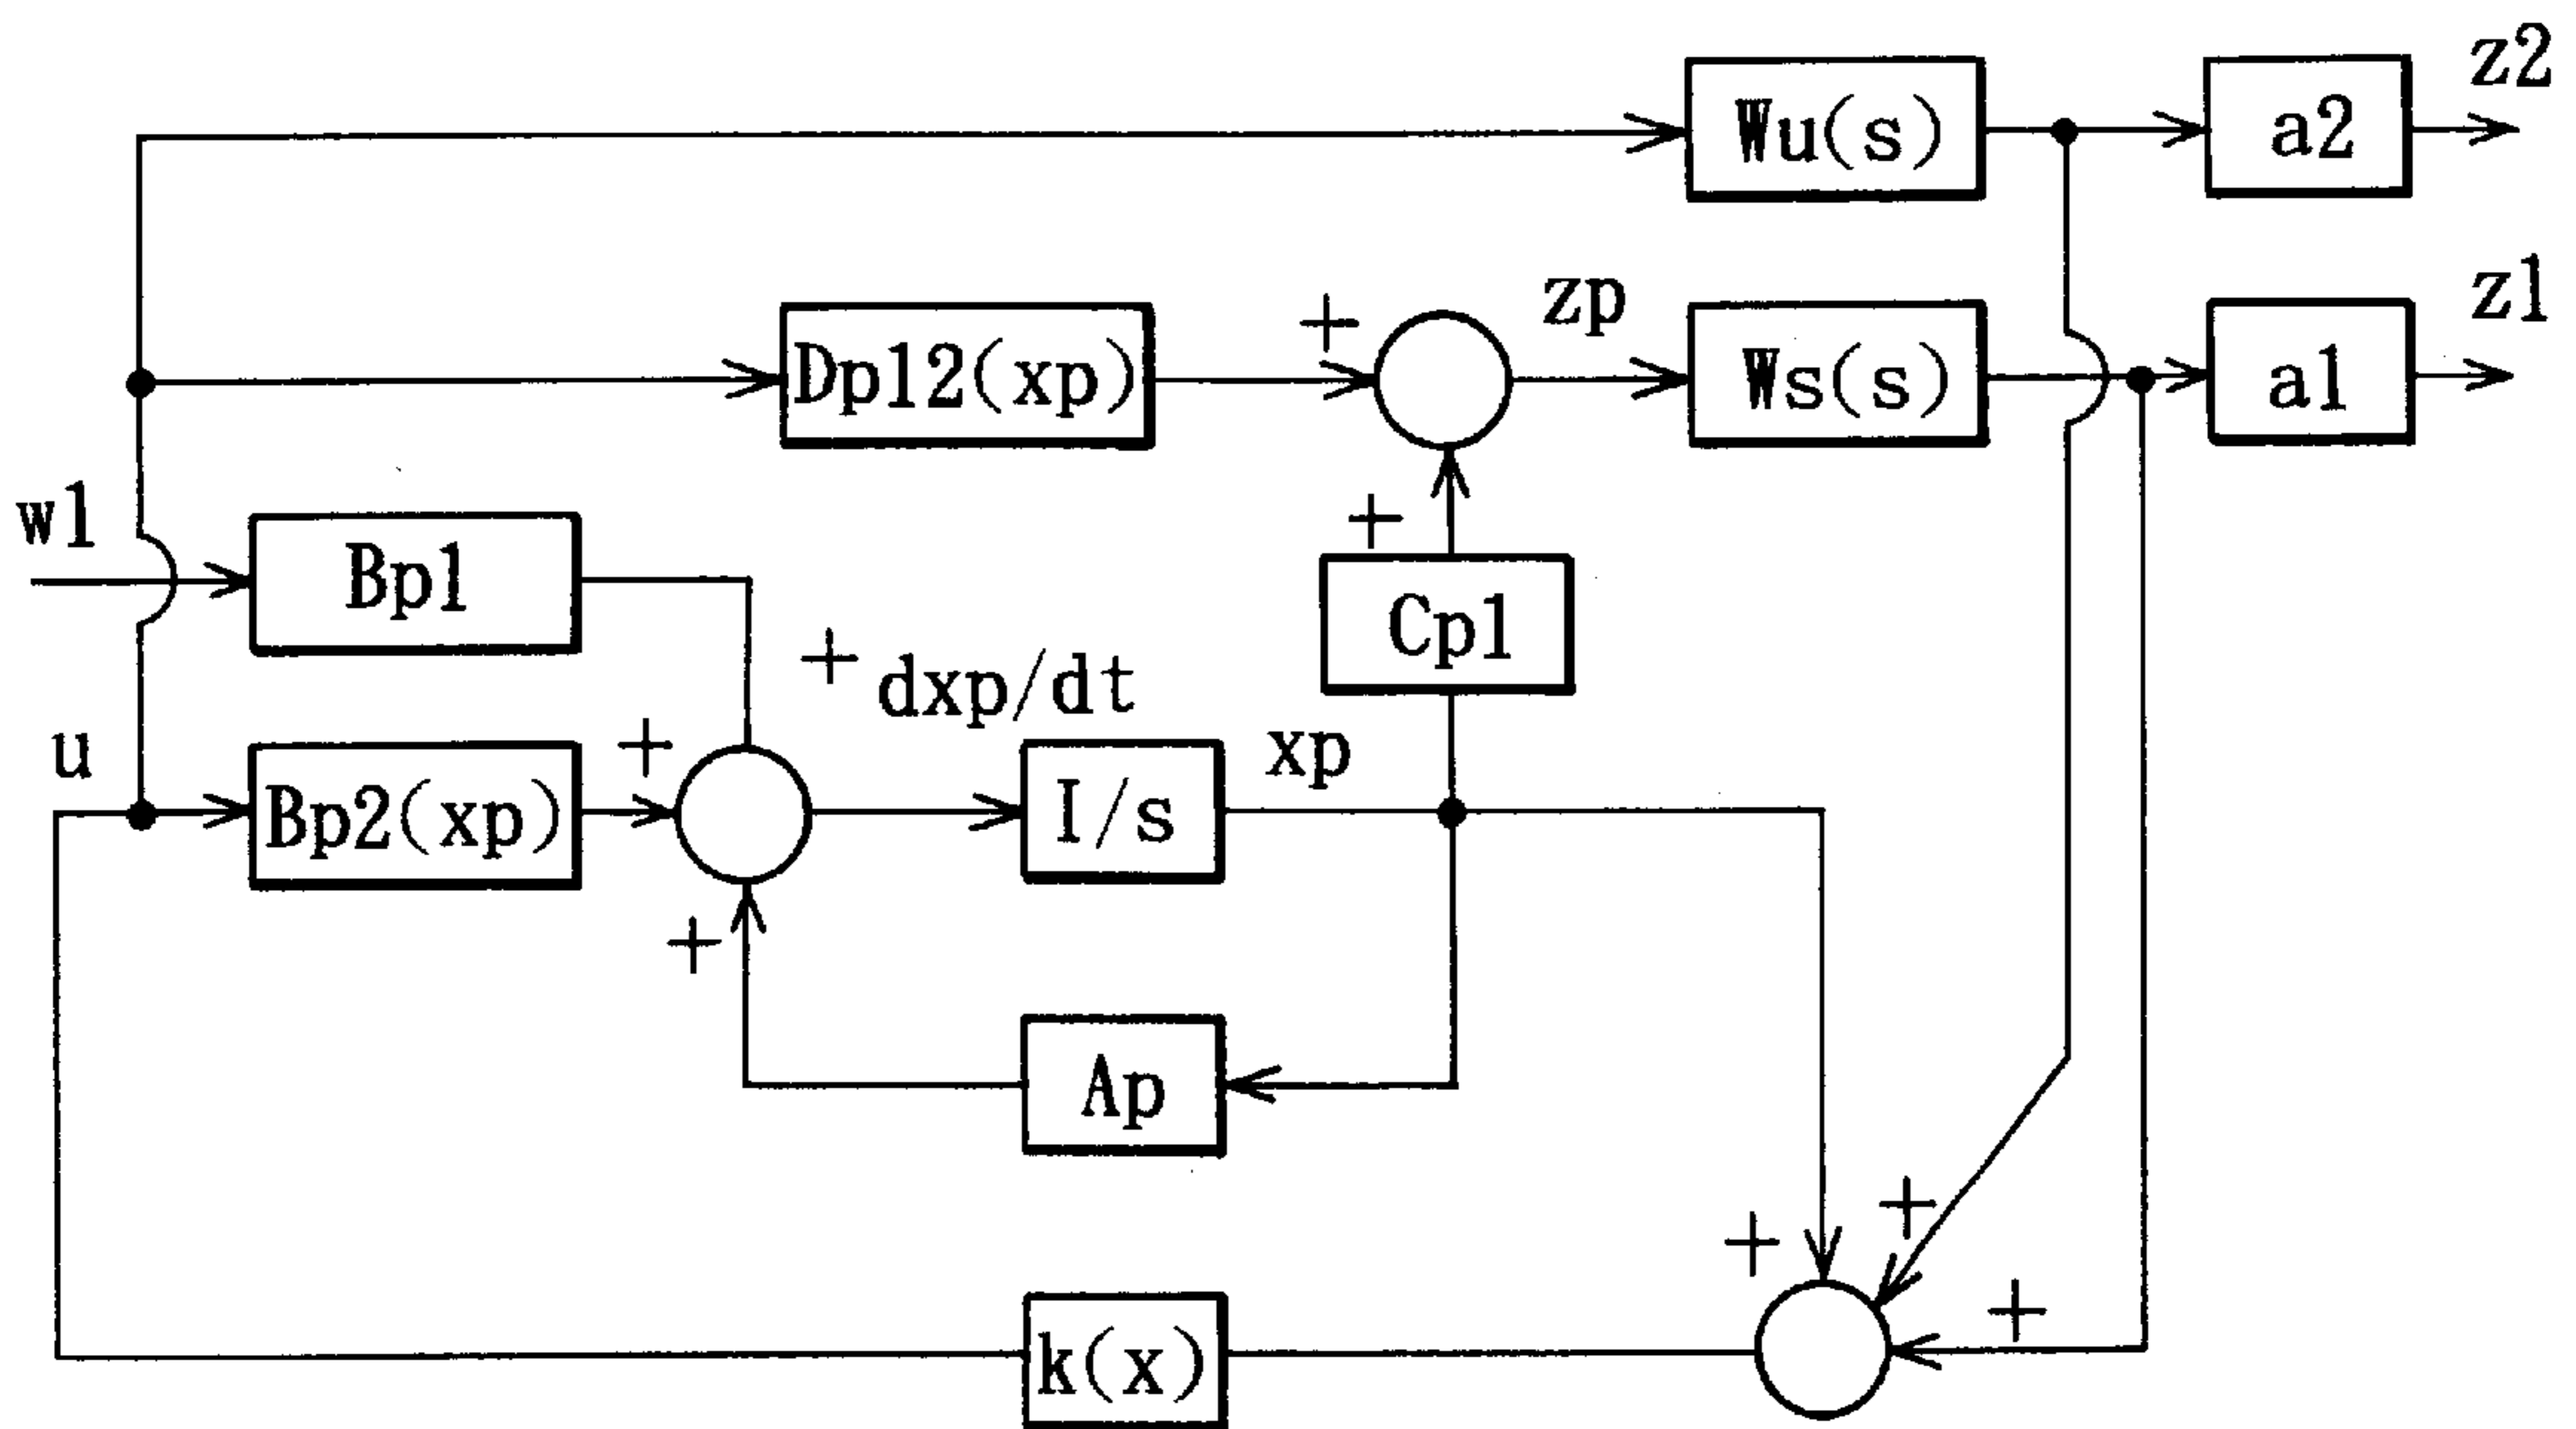 z2
Wu(s)
a2
z1
+
zp
Dp12(xp)
Ws(s)
a1
w1
+
Bp1
Cp1
+
dxp/dt
u
+
xp
Bp2(xp)
I/s
+
Ap
+
+
+
k(x)